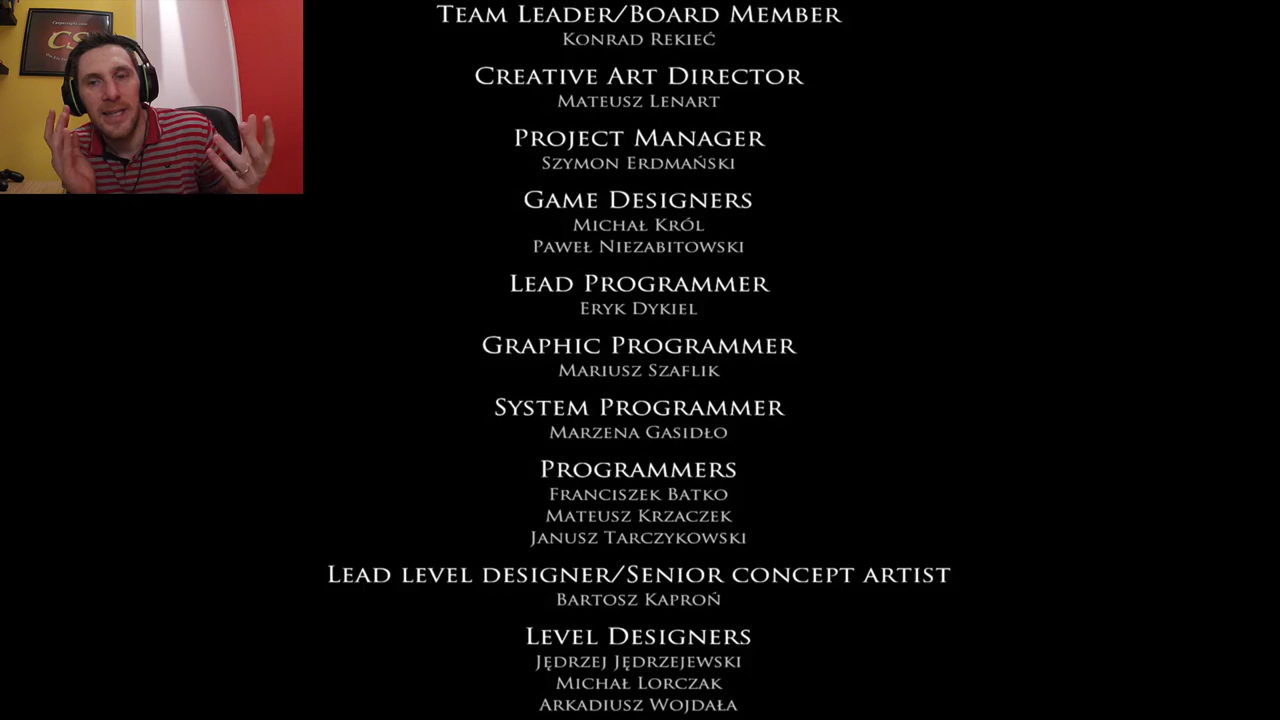 CS
TEAM LEADER/BOARD MEMBER
KONRAD REKIEĆ
CREATIVE ART DIRECTOR
MATEUSZ LENART
PROJECT MANAGER
SZYMON ERDMAŃSKI
GAME DESIGNERS
MICHAŁ KRÓL
PAWEŁ NIEZABITOWSKI
LEAD PROGRAMMER
ERYK DYKIEL
GRAPHIC PROGRAMMER
MARIUSZ SZAFLIK
SYSTEM PROGRAMMER
MARZENA GASIDŁO
PROGRAMMERS
FRANCISZEK BATKO
MATEUSZ KRZACZEK
JANUSZ TARCZYKOWSKI
LEAD LEVEL DESIGNER/SENIOR CONCEPT ARTIST
BARTOSZ KAPROŃ
LEVEL DESIGNERS
JĘDRZEJ JĘDRZEJEWSKI
MICHAŁ LORCZAK
ARKADIUSZ WOJDAŁA